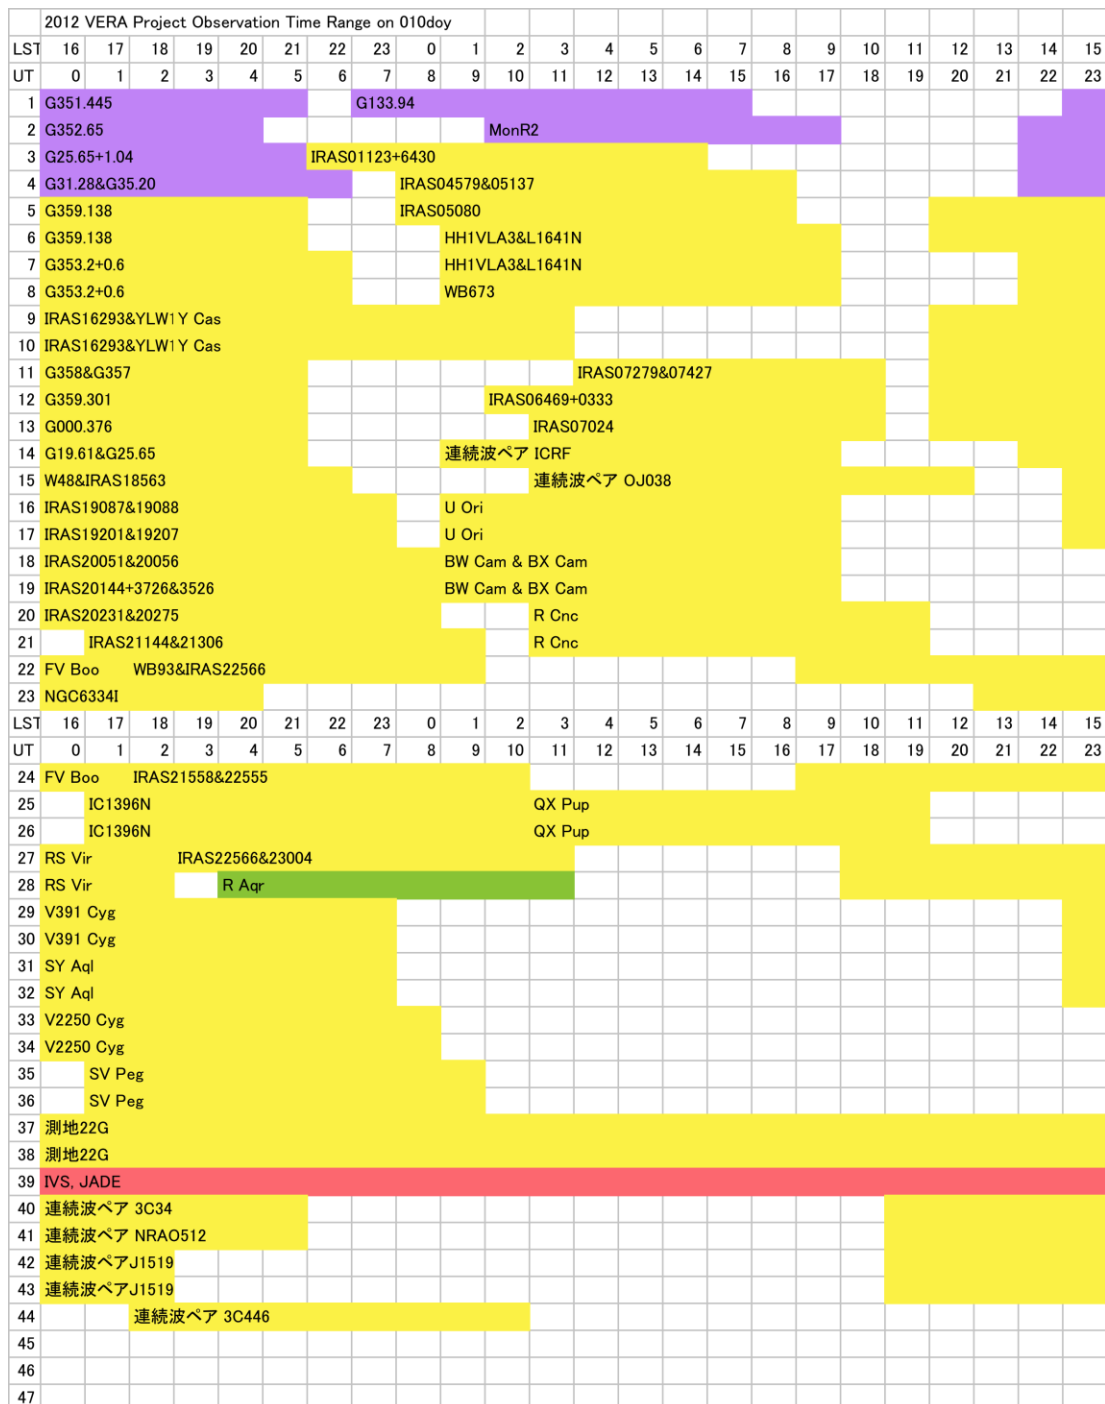 2012 VERA Project Observation Time Range on 010doy
LST 16 17 18 19 20 21 22 23 0 1 2 3 4 5 6 7 8 9 10 11 12 13 14 15
UT 0 1 2 3 4 5 6 7 8 9 10 11 12 13 14 15 16 17 18 19 20 21 22 23
1 G351.445 G133.94
2 G352.65 MonR2
3 G25.65+1.04 IRAS01123+6430
4 G31.28&G35.20 IRAS04579&05137
5 G359.138 IRAS05080
6 G359.138 HH1VLA3&L1641N
7 G353.2+0.6 HH1VLA3&L1641N
8 G353.2+0.6 WB673
9 IRAS16293&YLW1Y Cas
10 IRAS16293&YLW1Y Cas
11 G358&G357 IRAS07279&07427
12 G359.301 IRAS06469+0333
13 G000.376 IRAS07024
14 G19.61&G25.65 連続波ペア ICRF
15 W48&IRAS18563 連続波ペア OJ038
16 IRAS19087&19088 U Ori
17 IRAS19201&19207 U Ori
18 IRAS20051&20056 BW Cam & BX Cam
19 IRAS20144+3726&3526 BW Cam & BX Cam
20 IRAS20231&20275 R Cnc
21 IRAS21144&21306 R Cnc
22 FV Boo WB93&IRAS22566
23 NGC6334I
LST 16 17 18 19 20 21 22 23 0 1 2 3 4 5 6 7 8 9 10 11 12 13 14 15
UT 0 1 2 3 4 5 6 7 8 9 10 11 12 13 14 15 16 17 18 19 20 21 22 23
24 FV Boo IRAS21558&22555
25 IC1396N QX Pup
26 IC1396N QX Pup
27 RS Vir IRAS22566&23004
28 RS Vir R Aqr
29 V391 Cyg
30 V391 Cyg
31 SY Aql
32 SY Aql
33 V2250 Cyg
34 V2250 Cyg
35 SV Peg
36 SV Peg
37 測地22G
38 測地22G
39 IVS, JADE
40 連続波ペア 3C34
41 連続波ペア NRAO512
42 連続波ペアJ1519
43 連続波ペアJ1519
44 連続波ペア 3C446
45
46
47